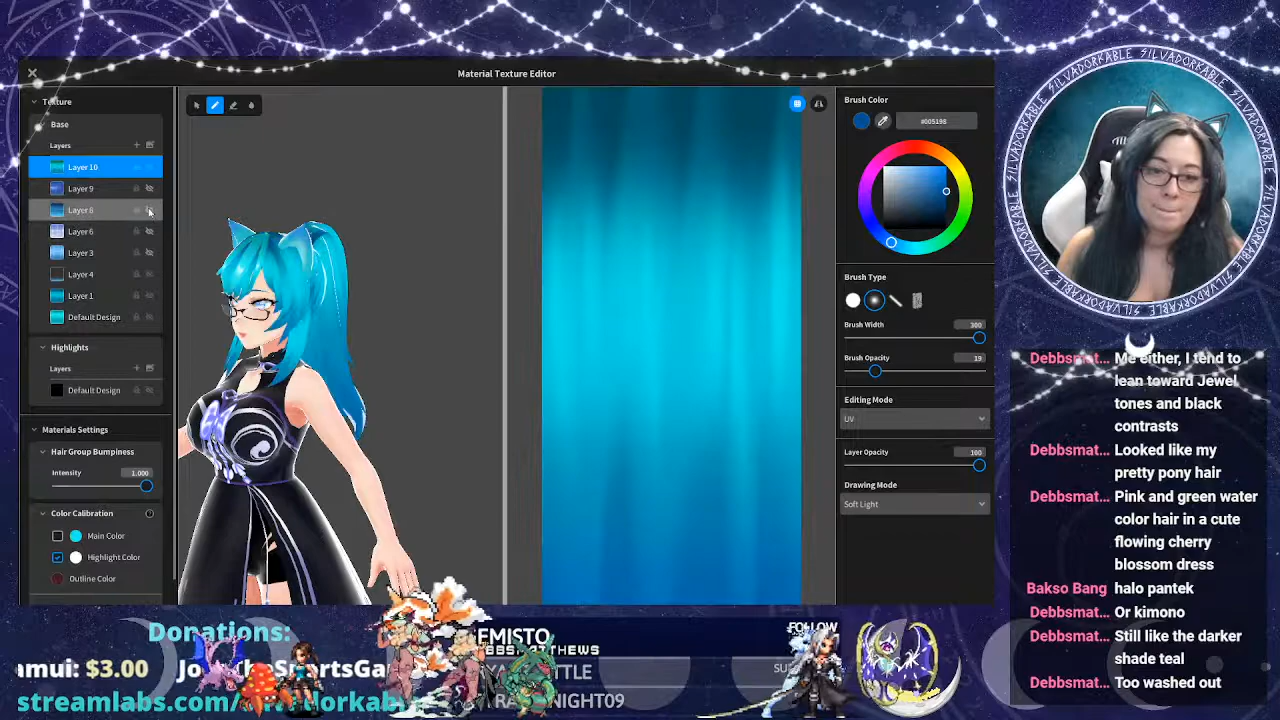 Material Texture Editor
Texture
Base
Layers
Layer 10
Layer 9
Layer 6
Layer 3
Layer 4
Layer 1
Default Design
Highlights
Layers
Default Design
Materials Settings
Hair Group Bumpiness
Intensity
1.000
Color Calibration
Main Color
Highlight Color
Outline Color
Brush Color
#005198
Brush Type
Brush Width
300
Brush Opacity
19
Editing Mode
UV
Layer Opacity
100
Drawing Mode
Soft Light
SILVADORKABLE
Debbsmat... Me either, I tend to
lean toward Jewel
tones and black
contrasts
Debbsmat... Looked like my
pretty pony hair
Debbsmat... Pink and green water
color hair in a cute
flowing cherry
blossom dress
Bakso Bang halo pantek
Debbsmat... Or kimono
Debbsmat... Still like the darker
shade teal
Debbsmat... Too washed out
Donations:
amui: $3.00
streamlabs.com/
EMISTO
FOLLOW